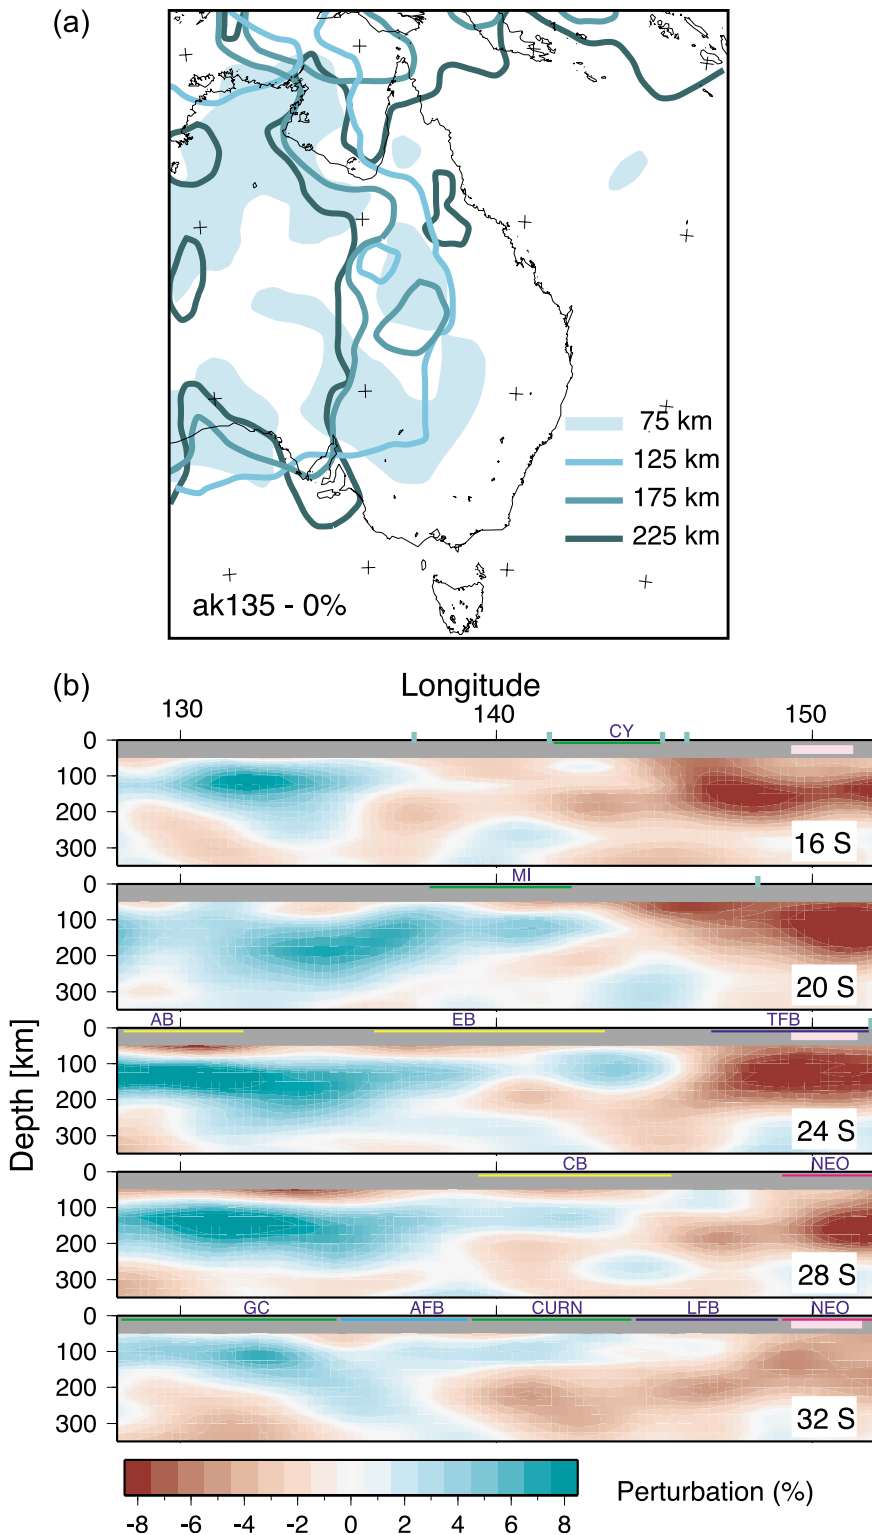 (a)
75 km
125 km
175 km
225 km
ak135 - 0%
(b)
Longitude
130 140 150
CY
0
100
200
300
16 S
MI
0
100
200
300
20 S
AB EB TFB
0
100
200
300
24 S
CB NEO
0
100
200
300
28 S
GC AFB CURN LFB NEO
0
100
200
300
32 S
Depth [km]
-8 -6 -4 -2 0 2 4 6 8
Perturbation (%)